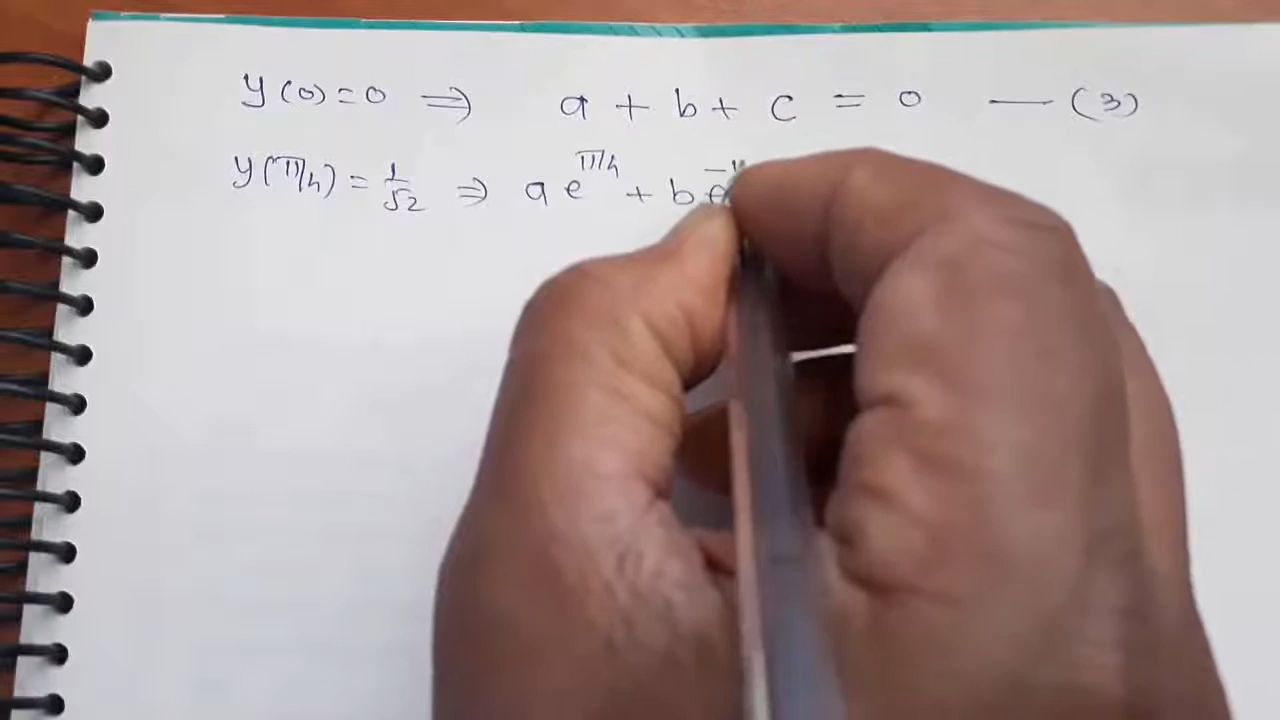 y(0)=0 ⇒ a + b + c = 0 — (3)
y(π/4) = 1/√2 ⇒ a e^{π/4} + b e^{-